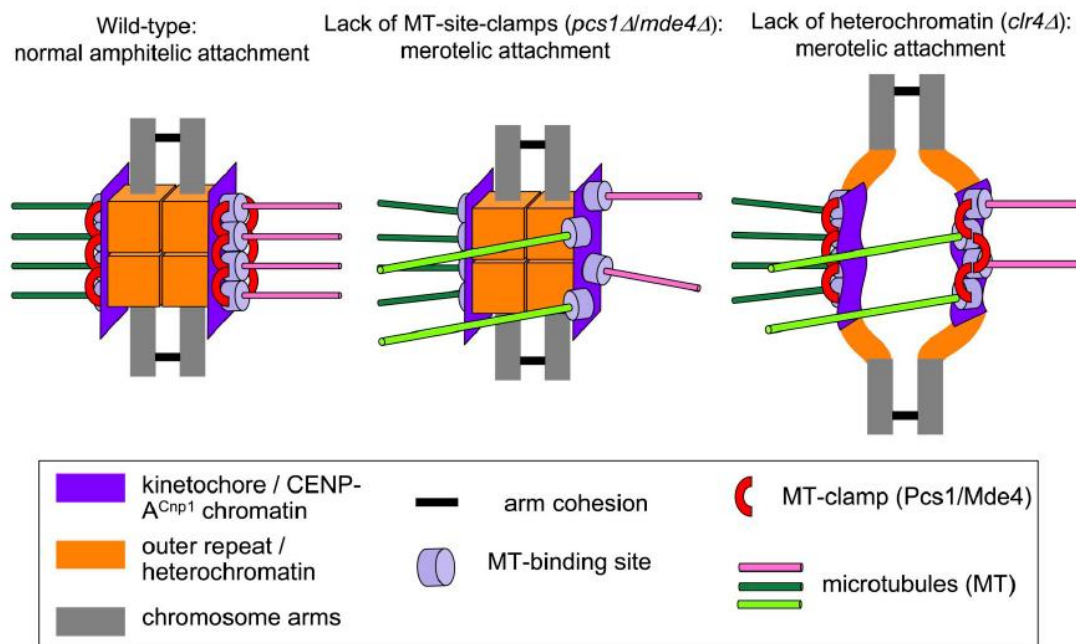 Wild-type:
normal amphitelic attachment
Lack of MT-site-clamps (pcs1Δ/mde4Δ):
merotelic attachment
Lack of heterochromatin (clr4Δ):
merotelic attachment
kinetochore / CENP-
A^Cnp1 chromatin
outer repeat /
heterochromatin
chromosome arms
arm cohesion
MT-binding site
MT-clamp (Pcs1/Mde4)
microtubules (MT)